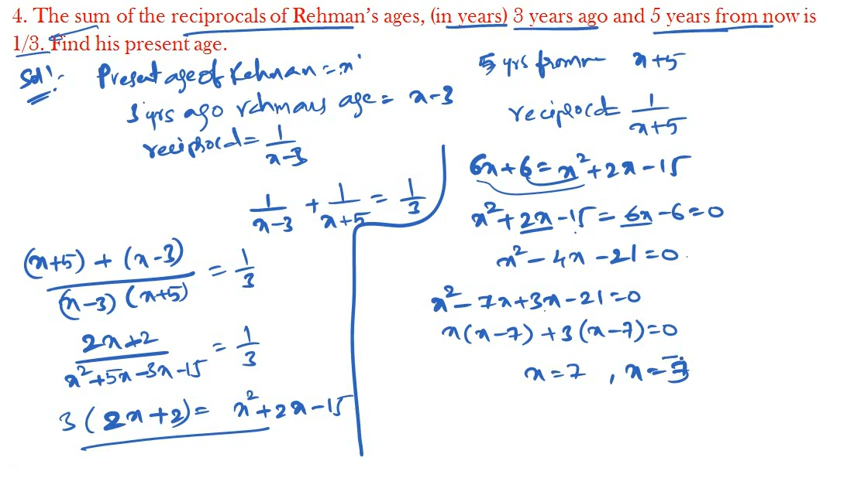 4. The sum of the reciprocals of Rehman's ages, (in years) 3 years ago and 5 years from now is
1/3. Find his present age.
Sol:- Present age of Rehman = x
3 yrs ago rehmans age = x-3
reciprocal = 1/(x-3)
5 yrs from x+5
reciprocal = 1/(x+5)
1/(x-3) + 1/(x+5) = 1/3
(x+5) + (x-3) / (x-3)(x+5) = 1/3
2x+2 / x²+5x-3x-15 = 1/3
3(2x+2) = x²+2x-15
6x+6 = x²+2x-15
x²+2x-15=6x-6=0
x²-4x-21=0
x²-7x+3x-21=0
x(x-7)+3(x-7)=0
x=7 , x=-3